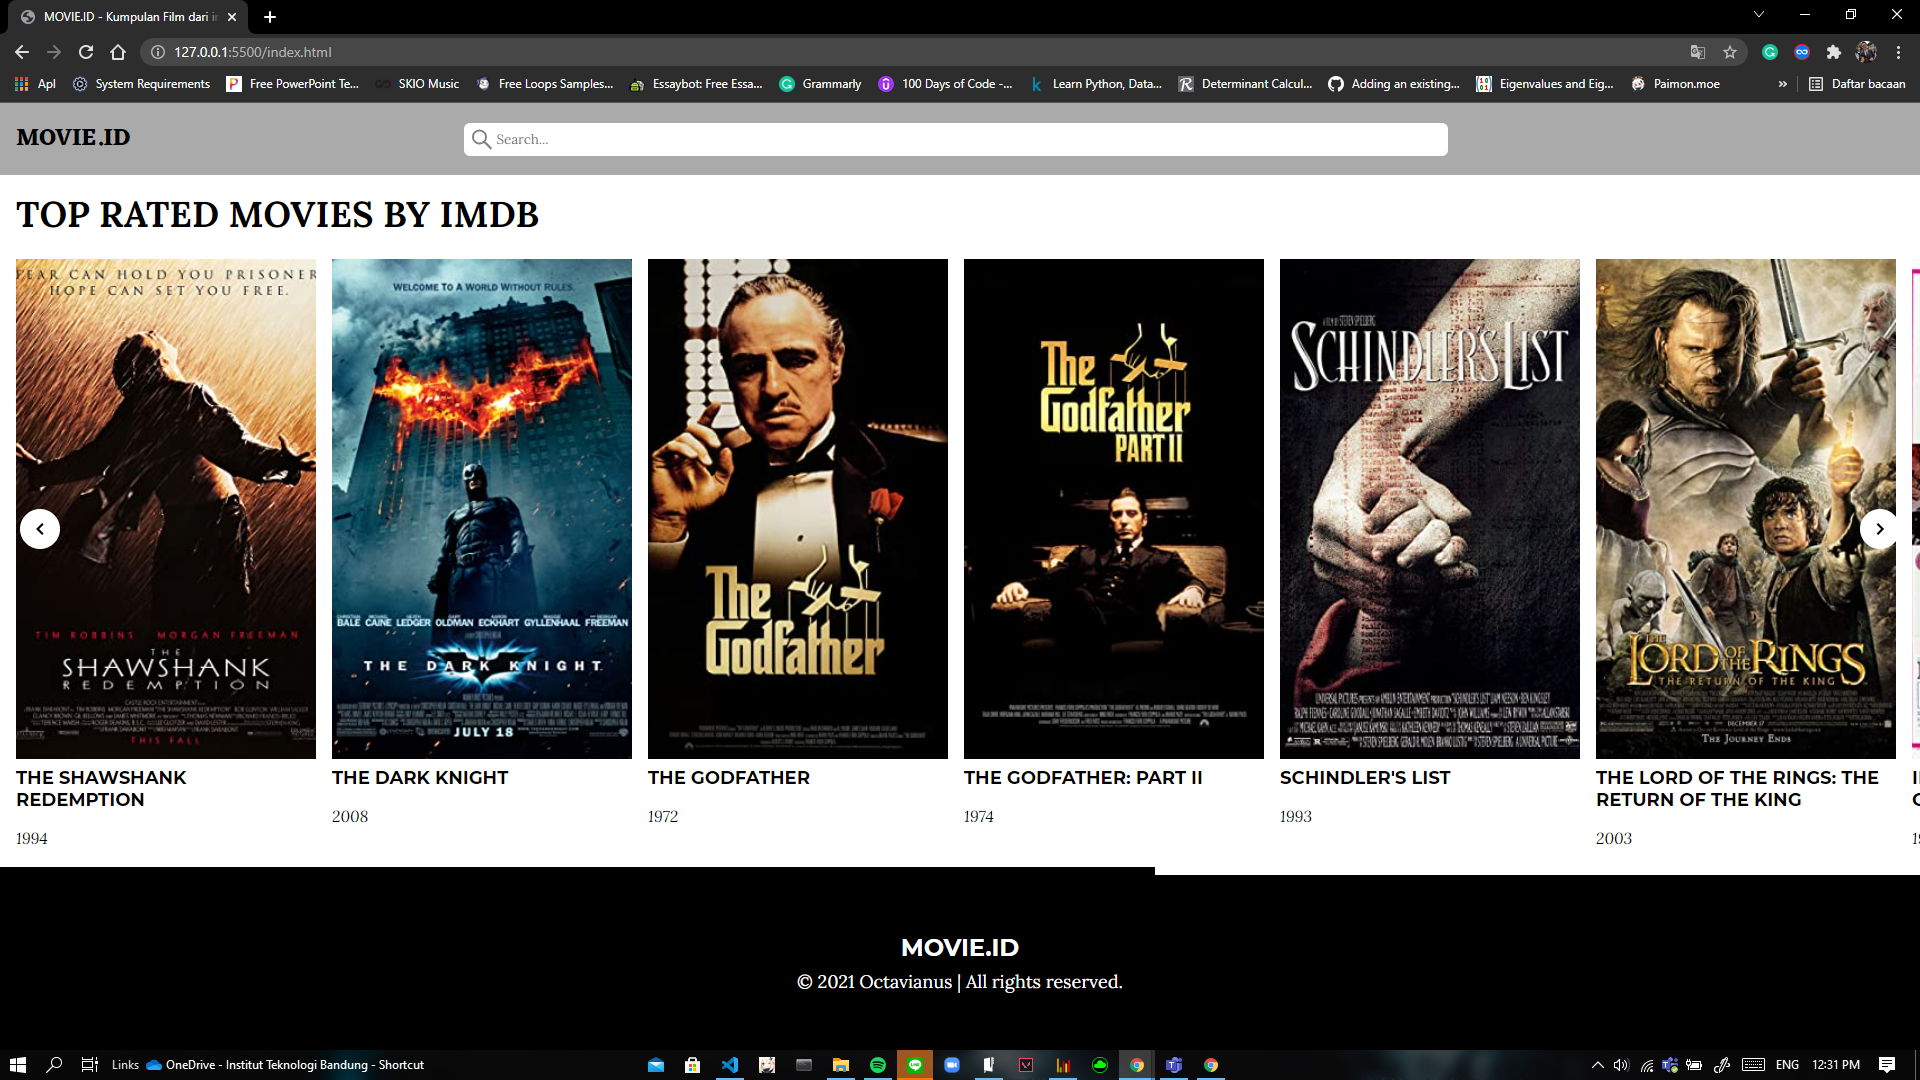 MOVIE.ID - Kumpulan Film dari ir
127.0.0.1:5500/index.html
Apl
System Requirements
Free PowerPoint Te...
SKIO Music
Free Loops Samples...
Essaybot: Free Essa...
Grammarly
100 Days of Code -...
Learn Python, Data...
Determinant Calcul...
Adding an existing...
Eigenvalues and Eig...
Paimon.moe
»
Daftar bacaan
MOVIE.ID
Search...
TOP RATED MOVIES BY IMDB
FEAR CAN HOLD YOU PRISONER
HOPE CAN SET YOU FREE.
TIM ROBBINS MORGAN FREEMAN
THE
SHAWSHANK
REDEMPTION
THIS FALL
WELCOME TO A WORLD WITHOUT RULES.
BALE CAINE LEDGER OLDMAN ECKHART GYLLENHAAL FREEMAN
THE DARK KNIGHT
JULY 18
The
Godfather
The
Godfather
PART II
A FILM BY STEVEN SPIELBERG
SCHINDLER'S LIST
THE
LORD OF THE RINGS
THE RETURN OF THE KING
DECEMBER 17
THE JOURNEY ENDS
THE SHAWSHANK
REDEMPTION
1994
THE DARK KNIGHT
2008
THE GODFATHER
1972
THE GODFATHER: PART II
1974
SCHINDLER'S LIST
1993
THE LORD OF THE RINGS: THE
RETURN OF THE KING
2003
MOVIE.ID
© 2021 Octavianus | All rights reserved.
Links
OneDrive - Institut Teknologi Bandung - Shortcut
ENG
12:31 PM